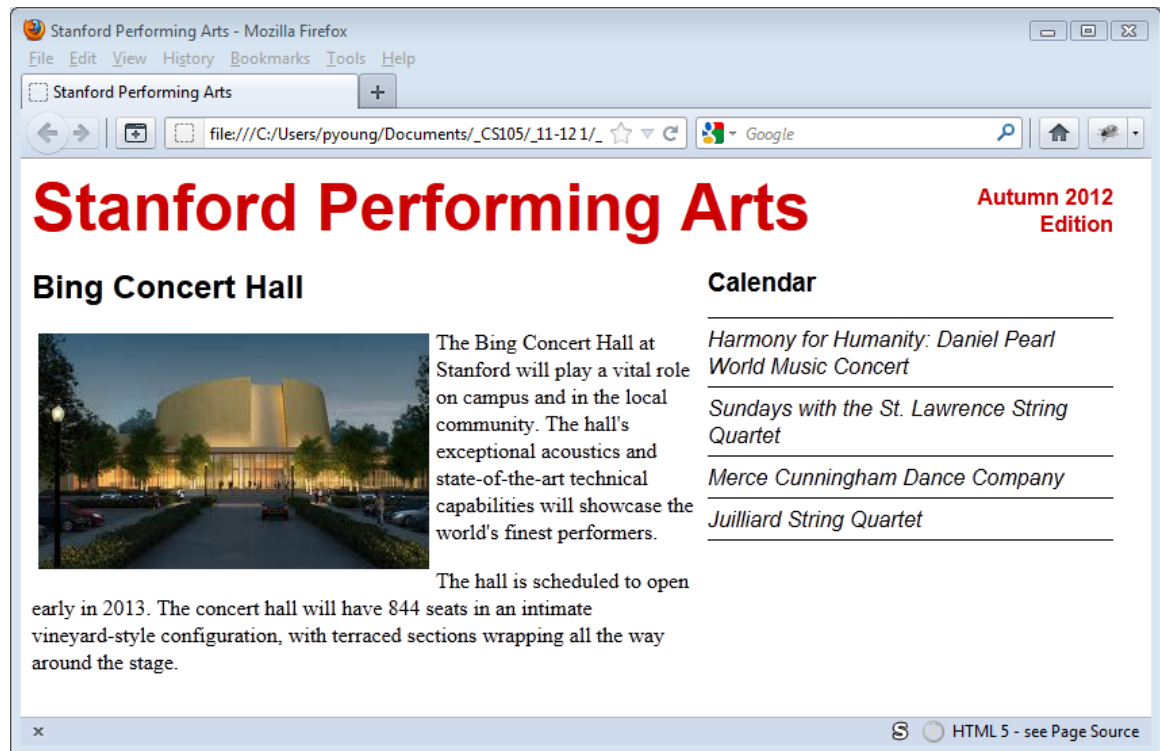 Stanford Performing Arts - Mozilla Firefox
File Edit View History Bookmarks Tools Help
Stanford Performing Arts
file:///C:/Users/pyoung/Documents/_CS105/_11-12 1/_
Google
Stanford Performing Arts
Autumn 2012
Edition
Bing Concert Hall
The Bing Concert Hall at
Stanford will play a vital role
on campus and in the local
community. The hall's
exceptional acoustics and
state-of-the-art technical
capabilities will showcase the
world's finest performers.
The hall is scheduled to open
early in 2013. The concert hall will have 844 seats in an intimate
vineyard-style configuration, with terraced sections wrapping all the way
around the stage.
Calendar
Harmony for Humanity: Daniel Pearl
World Music Concert
Sundays with the St. Lawrence String
Quartet
Merce Cunningham Dance Company
Juilliard String Quartet
HTML 5 - see Page Source